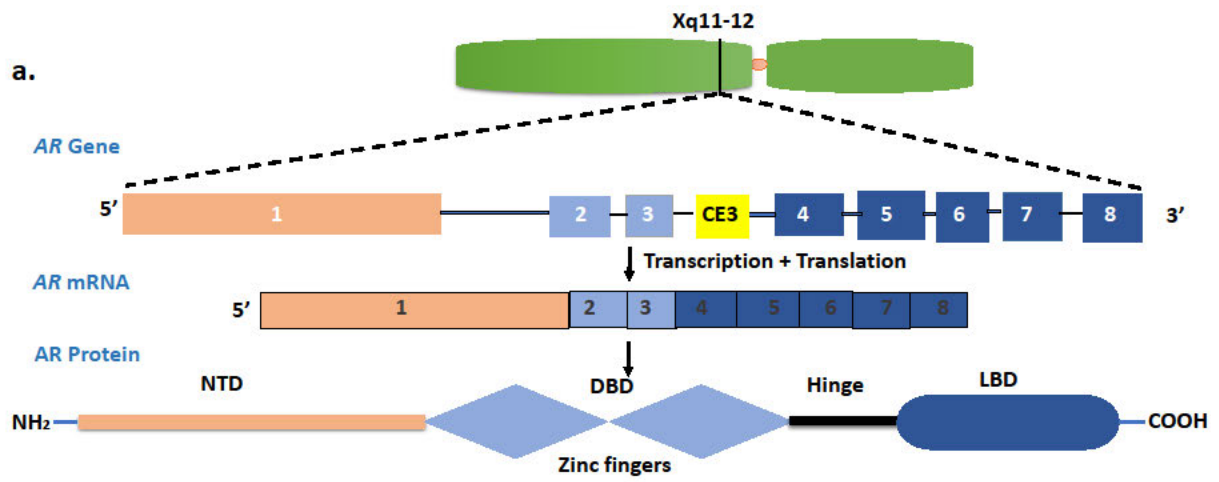 Xq11-12
a.
AR Gene
5’ 1 2 3 CE3 4 5 6 7 8 3’
Transcription + Translation
AR mRNA
5’ 1 2 3 4 5 6 7 8
AR Protein
NTD DBD Hinge LBD
NH₂ COOH
Zinc fingers